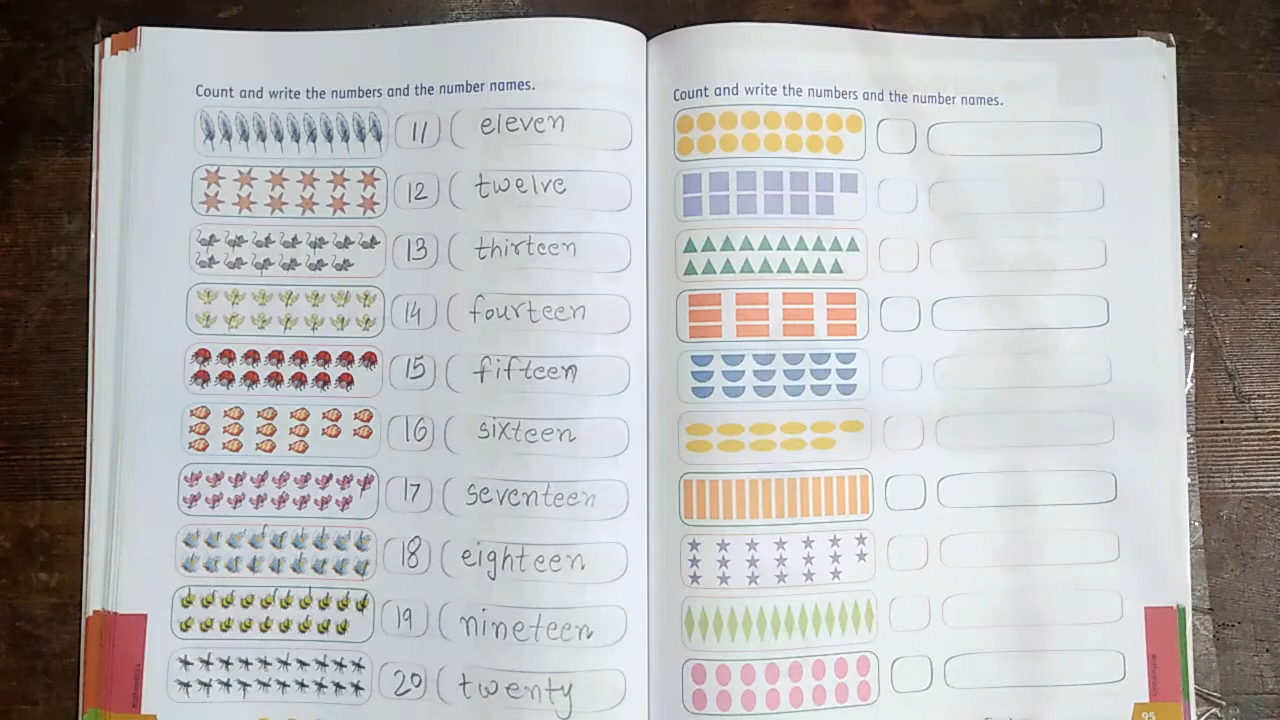 Count and write the numbers and the number names.
11 eleven
12 twelve
13 thirteen
14 fourteen
15 fifteen
16 sixteen
17 seventeen
18 eighteen
19 nineteen
20 twenty
Count and write the numbers and the number names.
95